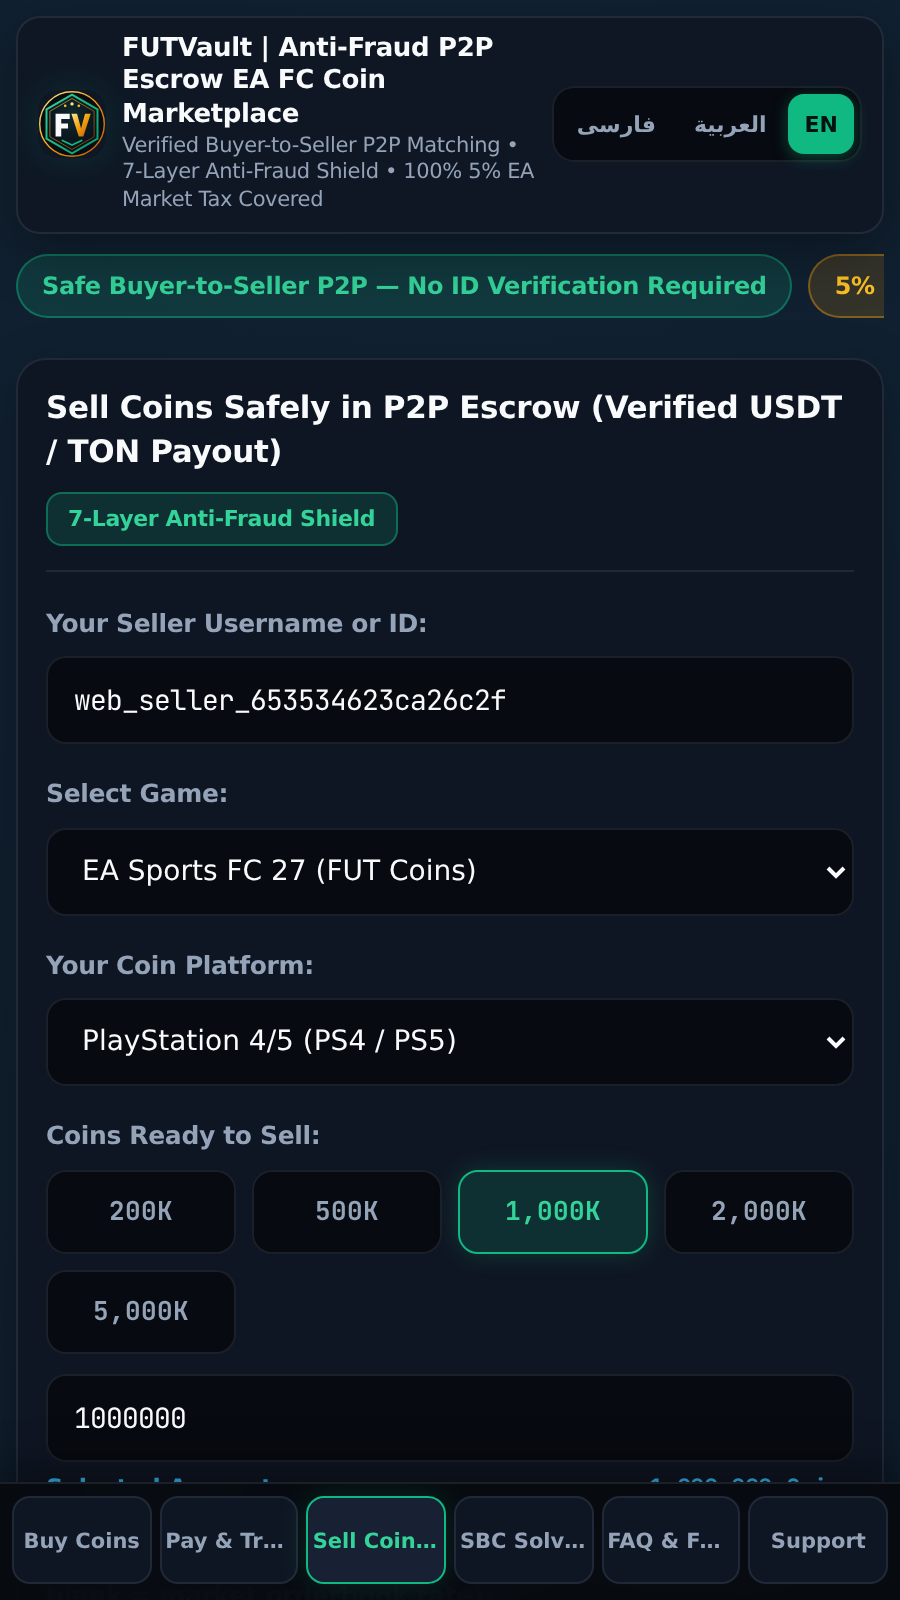 FV
FUTVault | Anti-Fraud P2P
Escrow EA FC Coin
Marketplace
Verified Buyer-to-Seller P2P Matching •
7-Layer Anti-Fraud Shield • 100% 5% EA
Market Tax Covered
فارسی
العربية
EN
Safe Buyer-to-Seller P2P — No ID Verification Required
5%
Sell Coins Safely in P2P Escrow (Verified USDT
/ TON Payout)
7-Layer Anti-Fraud Shield
Your Seller Username or ID:
web_seller_653534623ca26c2f
Select Game:
EA Sports FC 27 (FUT Coins)
Your Coin Platform:
PlayStation 4/5 (PS4 / PS5)
Coins Ready to Sell:
200K
500K
1,000K
2,000K
5,000K
1000000
Buy Coins
Pay & Tr...
Sell Coin...
SBC Solv...
FAQ & F...
Support